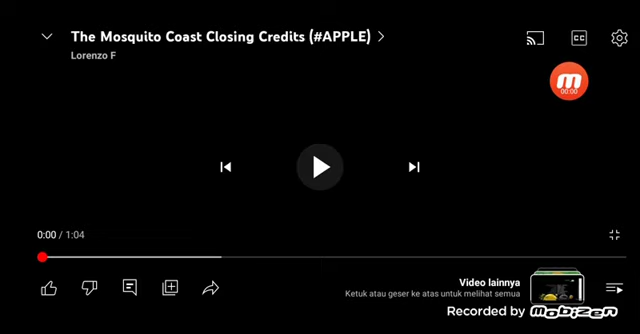 The Mosquito Coast Closing Credits (#APPLE)
Lorenzo F
CC
m
00:00
0:00 / 1:04
Video lainnya
Ketuk atau geser ke atas untuk melihat semua
Recorded by mobizen